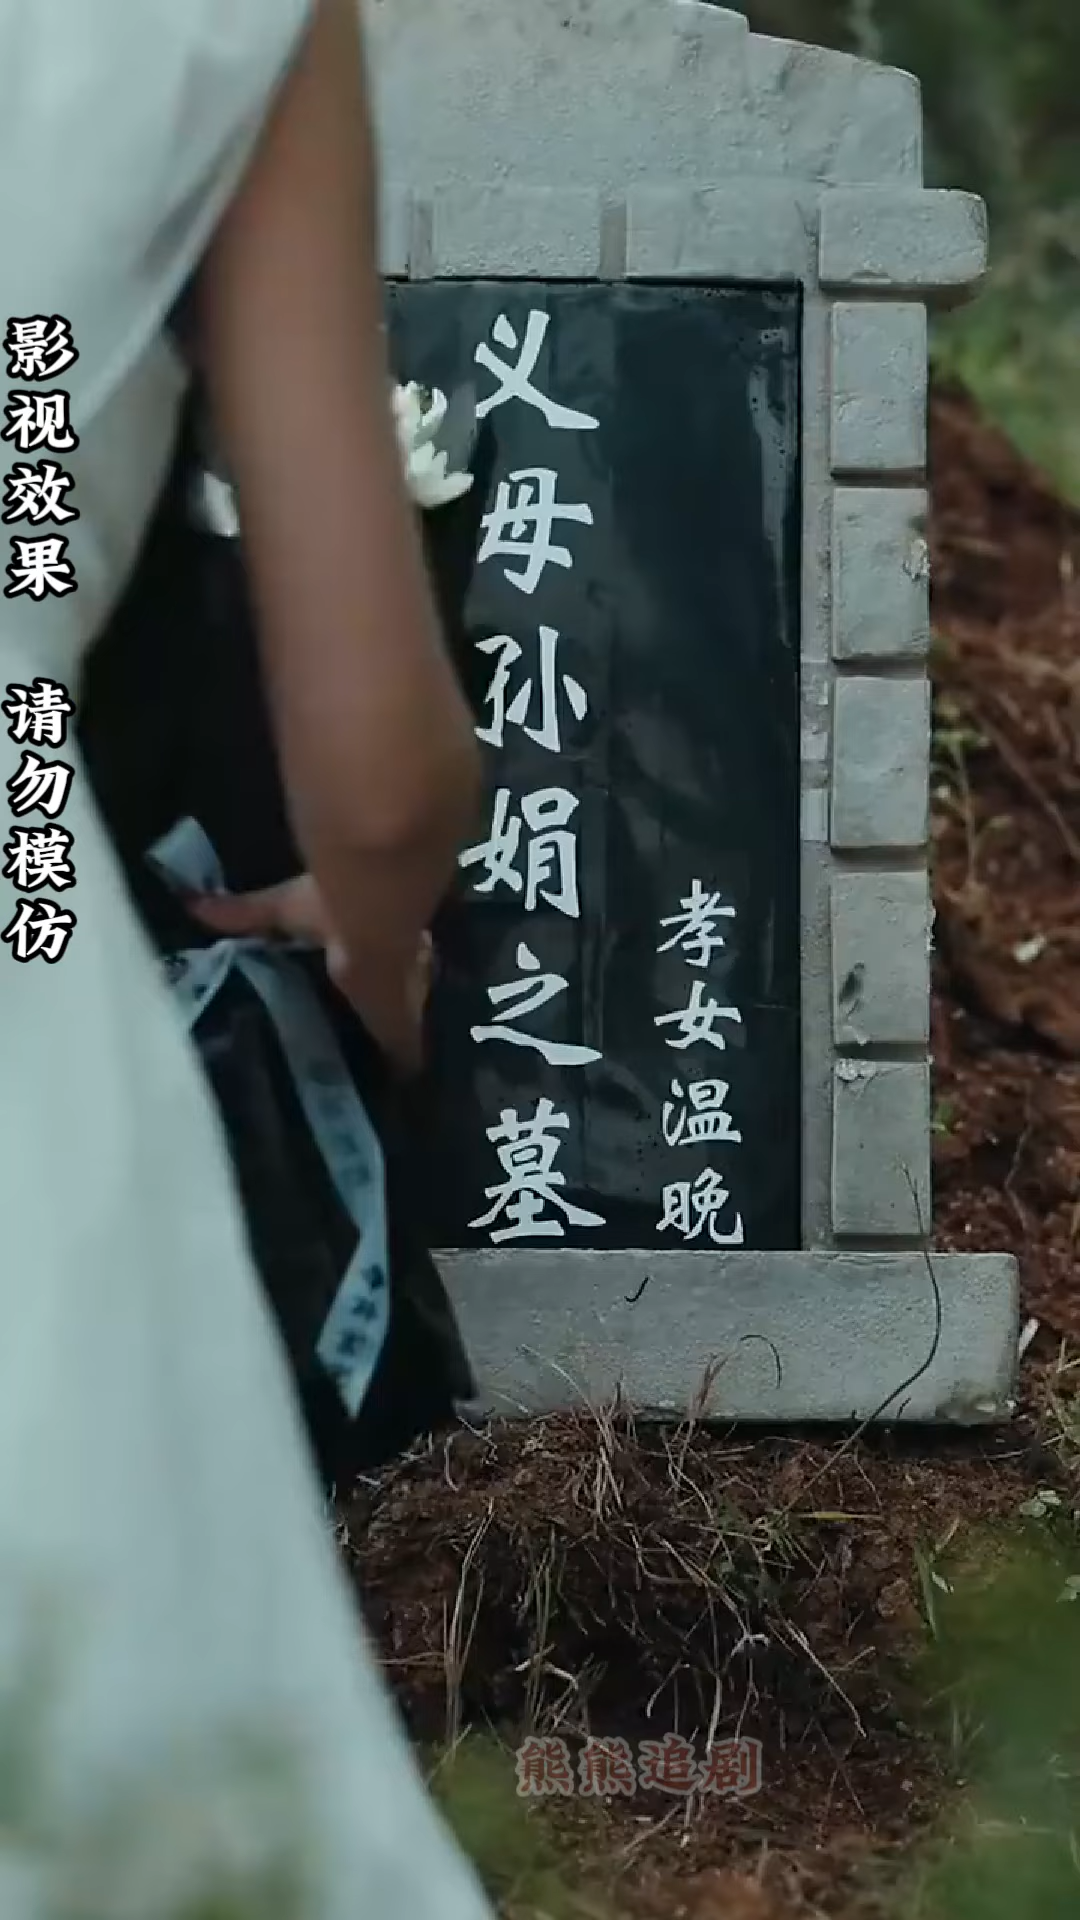 影视效果 请勿模仿
义母孙娟之墓
孝女温晚
熊熊追剧